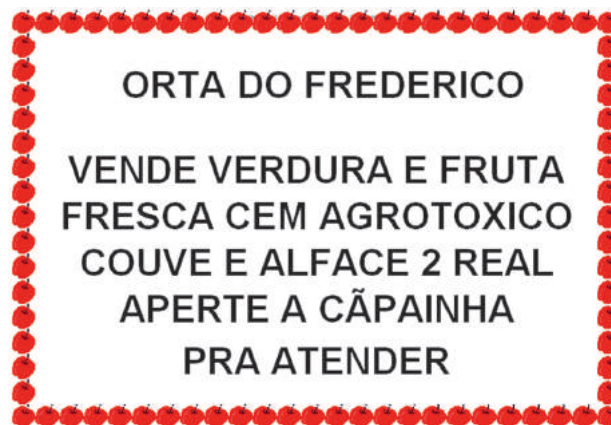 ORTA DO FREDERICO
VENDE VERDURA E FRUTA
FRESCA CEM AGROTOXICO
COUVE E ALFACE 2 REAL
APERTE A CÃPAINHA
PRA ATENDER